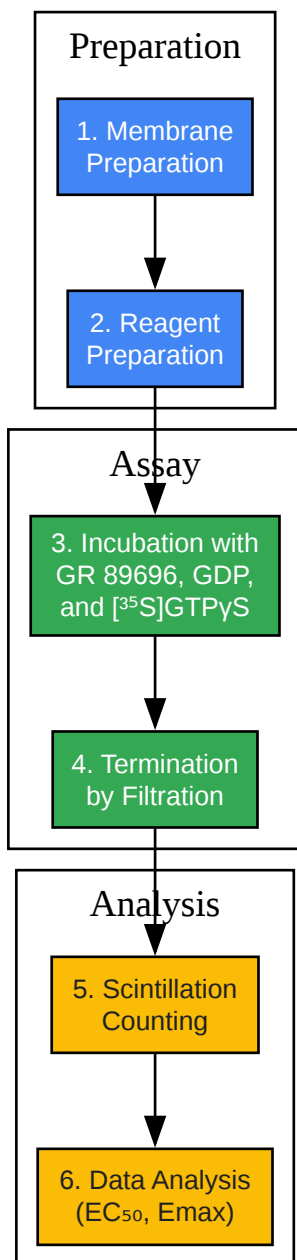 Preparation
1. Membrane
Preparation
2. Reagent
Preparation
Assay
3. Incubation with
GR 89696, GDP,
and [³⁵S]GTPγS
4. Termination
by Filtration
Analysis
5. Scintillation
Counting
6. Data Analysis
(EC₅₀, Emax)